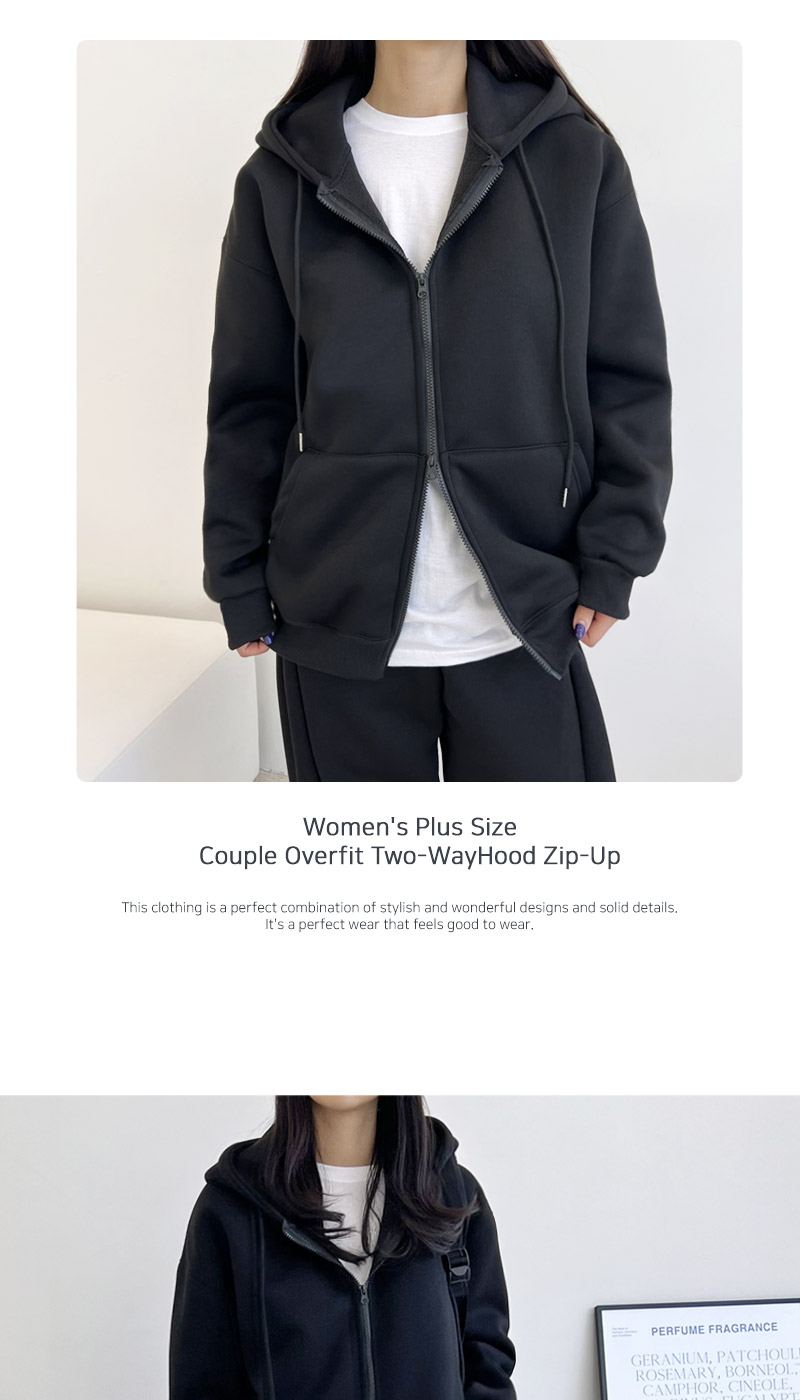 Women's Plus Size
Couple Overfit Two-WayHood Zip-Up
This clothing is a perfect combination of stylish and wonderful designs and solid details.
It's a perfect wear that feels good to wear.
PERFUME FRAGRANCE
GERANIUM, PATCHOULI
ROSEMARY, BORNEOL,
CAMPHOR, CINEOLE,